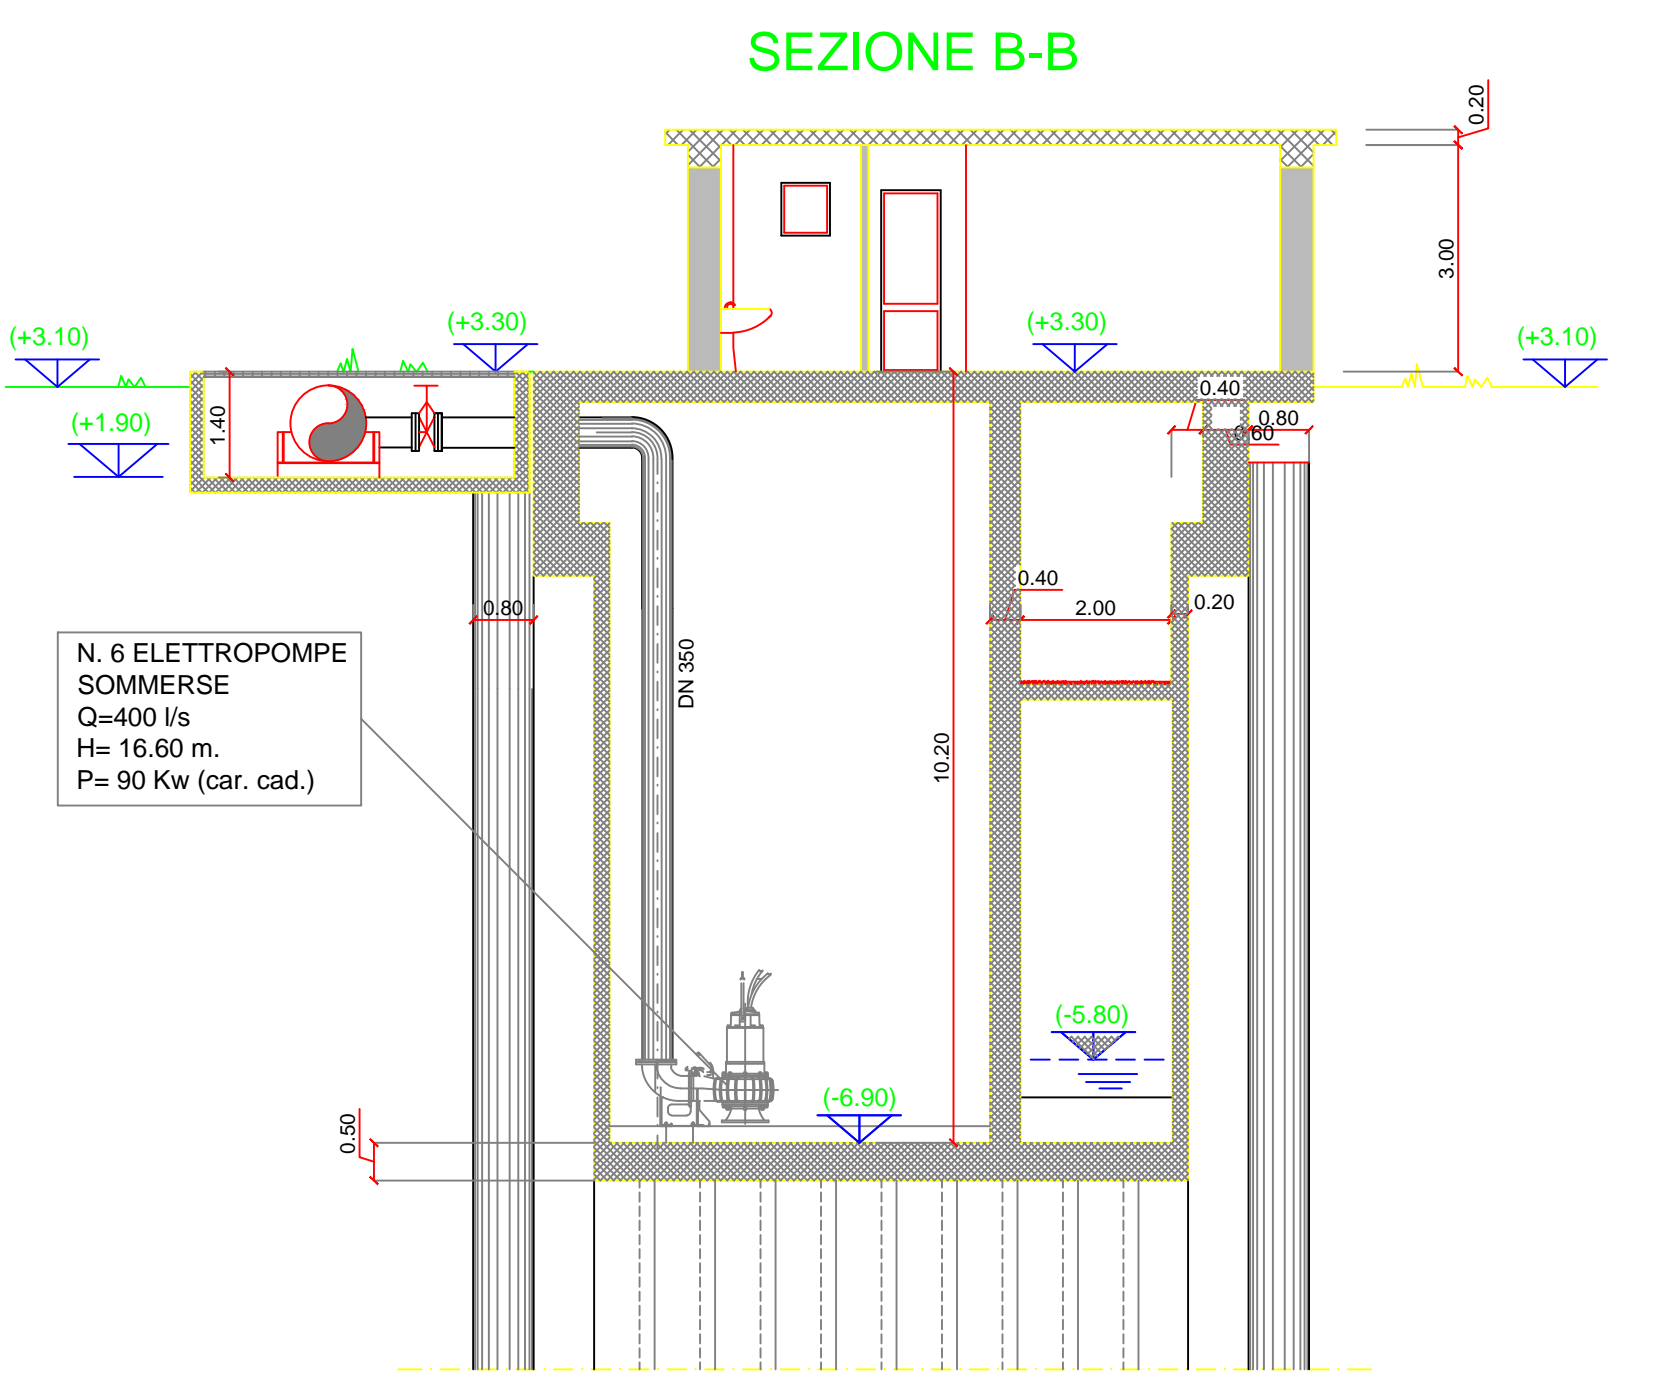 SEZIONE B-B
0.20
3.00
(+3.10)
(+3.30)
(+3.30)
(+3.10)
0.40
0.80
0.60
(+1.90)
1.40
0.40
0.80
2.00
0.20
N. 6 ELETTROPOMPE
SOMMERSE
Q=400 l/s
H= 16.60 m.
P= 90 Kw (car. cad.)
DN 350
10.20
(-5.80)
(-6.90)
0.50